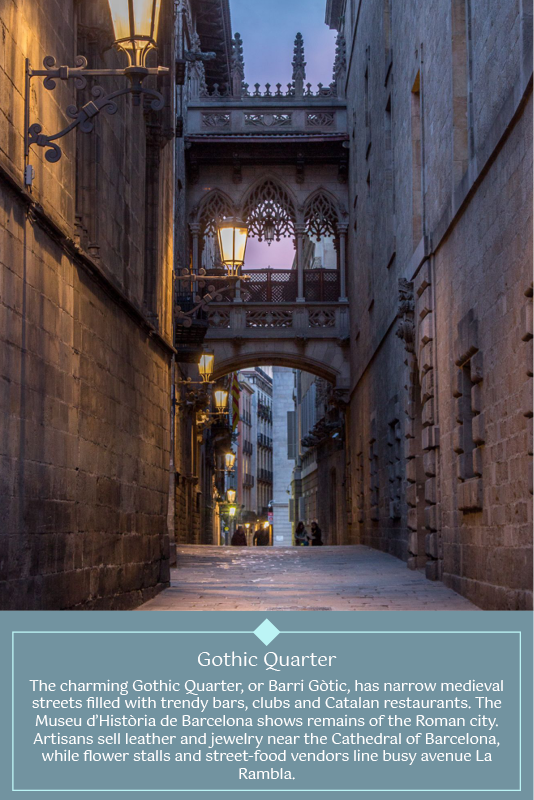 Gothic Quarter
The charming Gothic Quarter, or Barri Gòtic, has narrow medieval
streets filled with trendy bars, clubs and Catalan restaurants. The
Museu d'Història de Barcelona shows remains of the Roman city.
Artisans sell leather and jewelry near the Cathedral of Barcelona,
while flower stalls and street-food vendors line busy avenue La
Rambla.